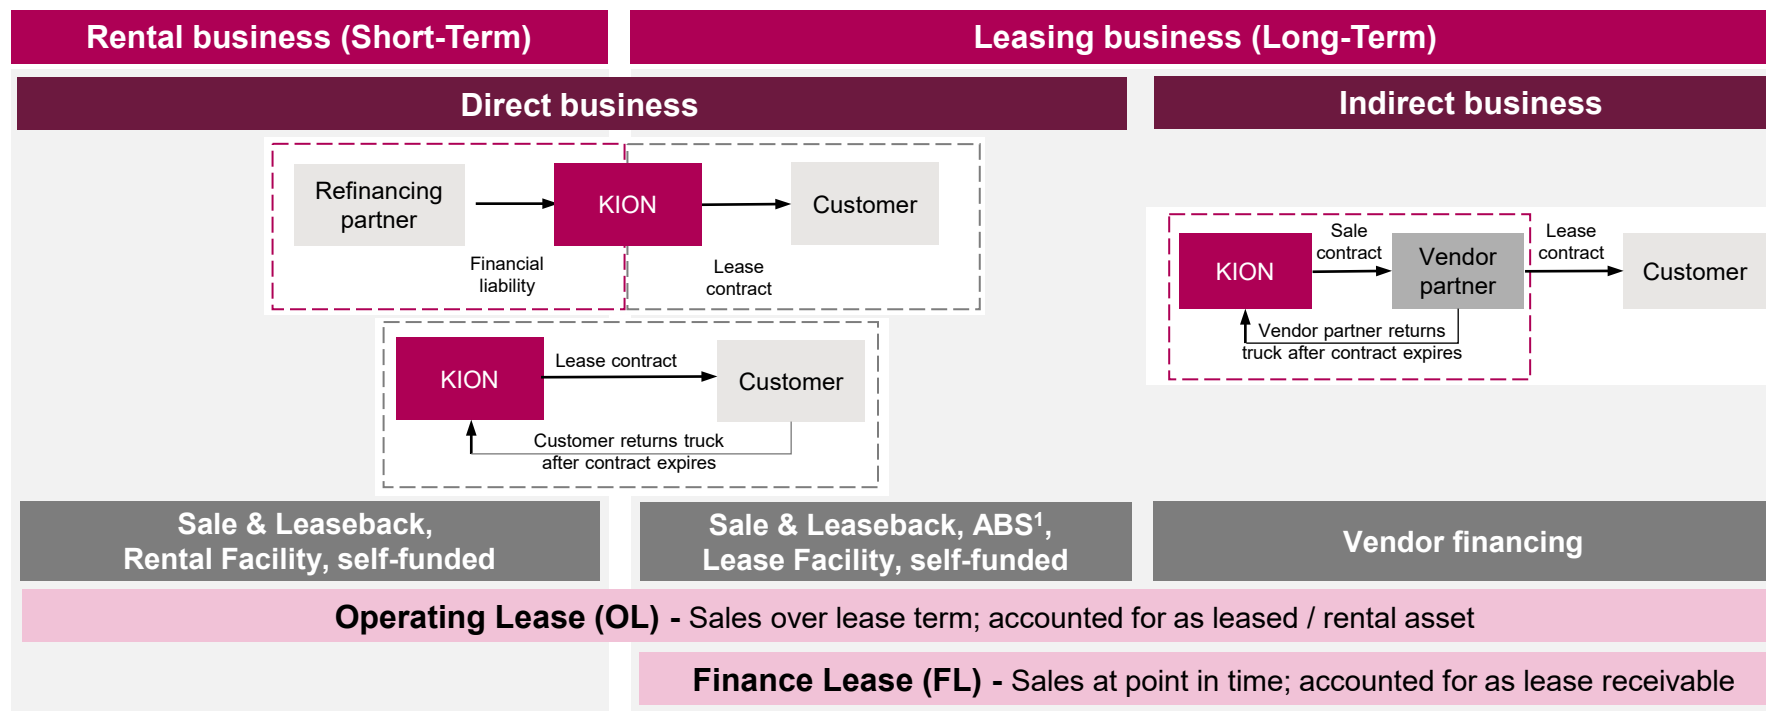 Rental business (Short-Term)
Leasing business (Long-Term)
Direct business
Indirect business
Refinancing
partner
KION
Customer
Financial
liability
Lease
contract
KION
Lease contract
Customer
Customer returns truck
after contract expires
KION
Sale
contract
Vendor
partner
Lease
contract
Customer
Vendor partner returns
truck after contract expires
Sale & Leaseback,
Rental Facility, self-funded
Sale & Leaseback, ABS¹,
Lease Facility, self-funded
Vendor financing
Operating Lease (OL) - Sales over lease term; accounted for as leased / rental asset
Finance Lease (FL) - Sales at point in time; accounted for as lease receivable